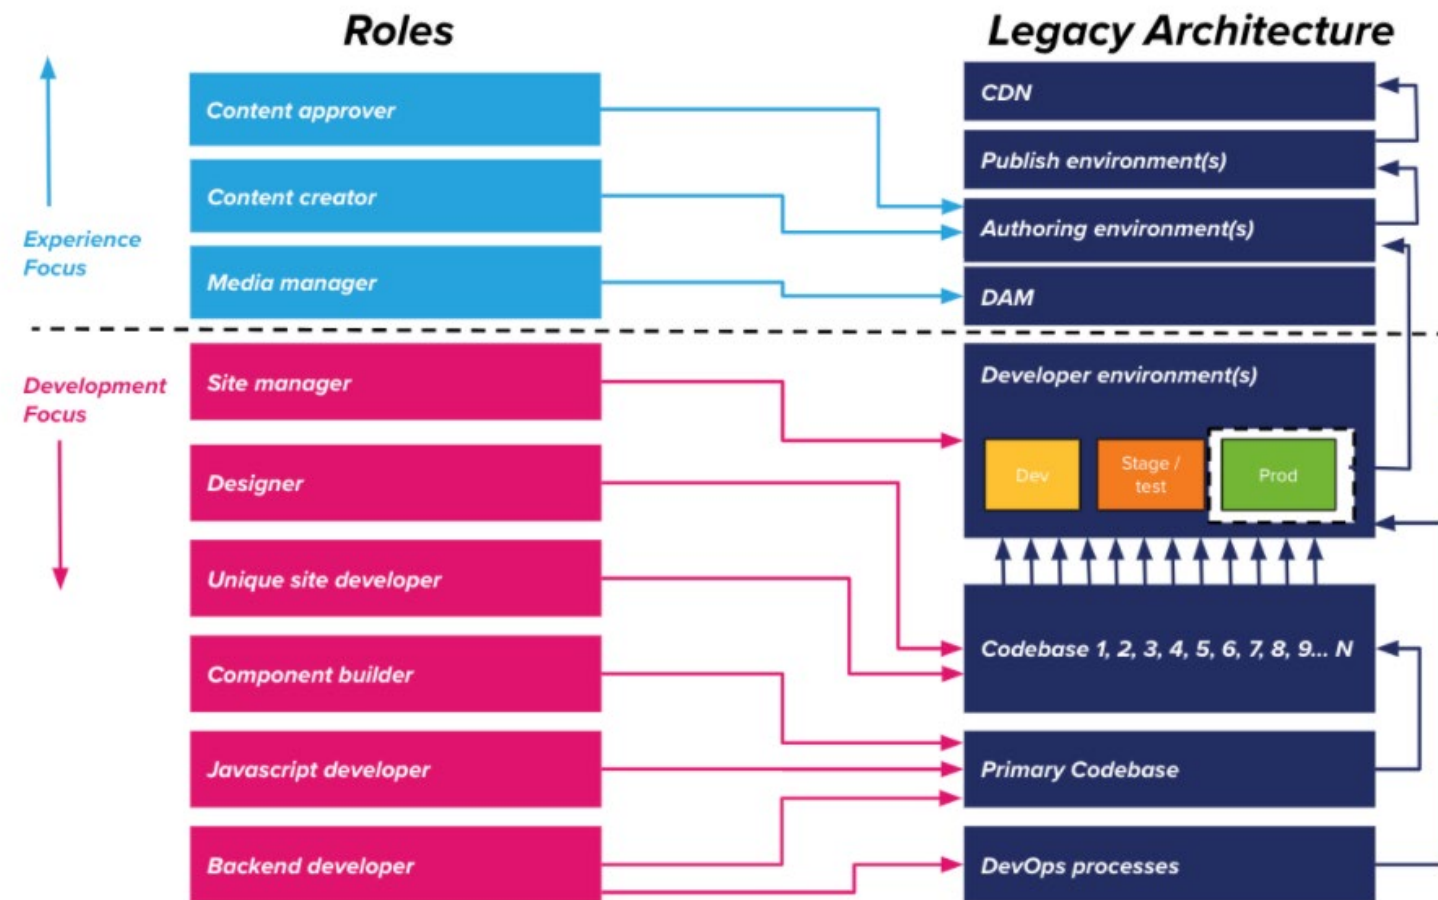 Roles
Legacy Architecture
Content approver
Content creator
Media manager
Experience
Focus
CDN
Publish environment(s)
Authoring environment(s)
DAM
Development
Focus
Site manager
Designer
Unique site developer
Component builder
Javascript developer
Backend developer
Developer environment(s)
Dev
Stage /
test
Prod
Codebase 1, 2, 3, 4, 5, 6, 7, 8, 9... N
Primary Codebase
DevOps processes